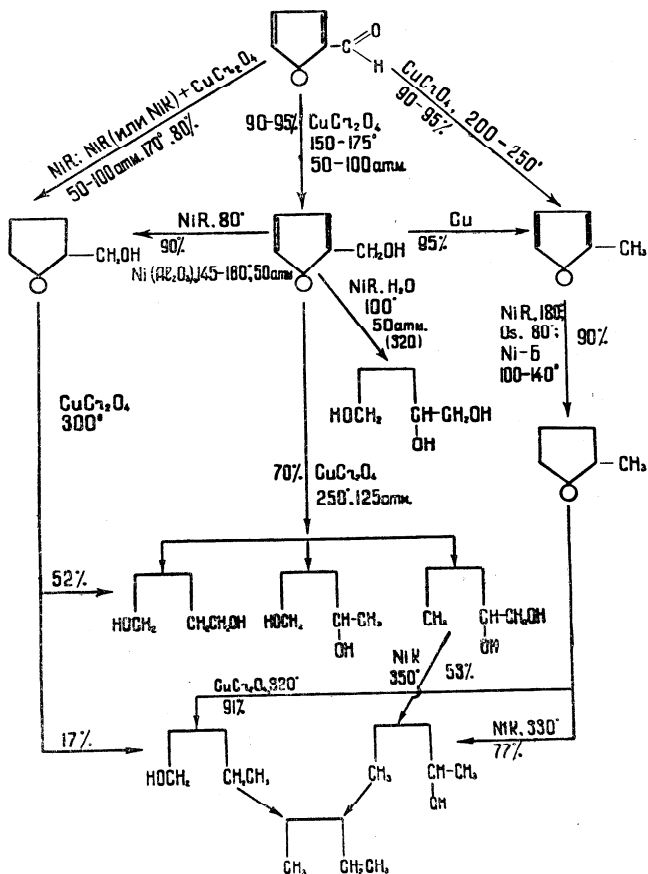 C
O
H
O
NiR; NiR (или NiK) + CuCr₂O₄
50-100 атм. 170°. 80%.
90-95%
CuCr₂O₄
150-175°
50-100 атм.
CuCr₂O₄, 200-250°
90-95%
CH₂OH
O
NiR, 80°
90%
Ni (Al₂O₃), 145-180°, 50 атм
CH₂OH
O
Cu
95%
CH₃
O
NiR, H₂O
100°
50 атм.
(320)
NiR, 180°;
Os, 80°;
Ni-Б
100-140°
90%
HOCH₂
CH-CH₂OH
OH
CuCr₂O₄
300°
CH₃
O
70%
CuCr₂O₄
250°. 125 атм.
52%
HOCH₂
CH₂CH₂OH
HOCH₂
CH-CH₃
OH
CH₃
CH-CH₂OH
OH
NiK
350°
53%
CuCr₂O₄, 320°
91%
17%
NiK, 330°
77%
HOCH₂
CH₂CH₃
CH₃
CH-CH₃
OH
CH₃
CH₂CH₃